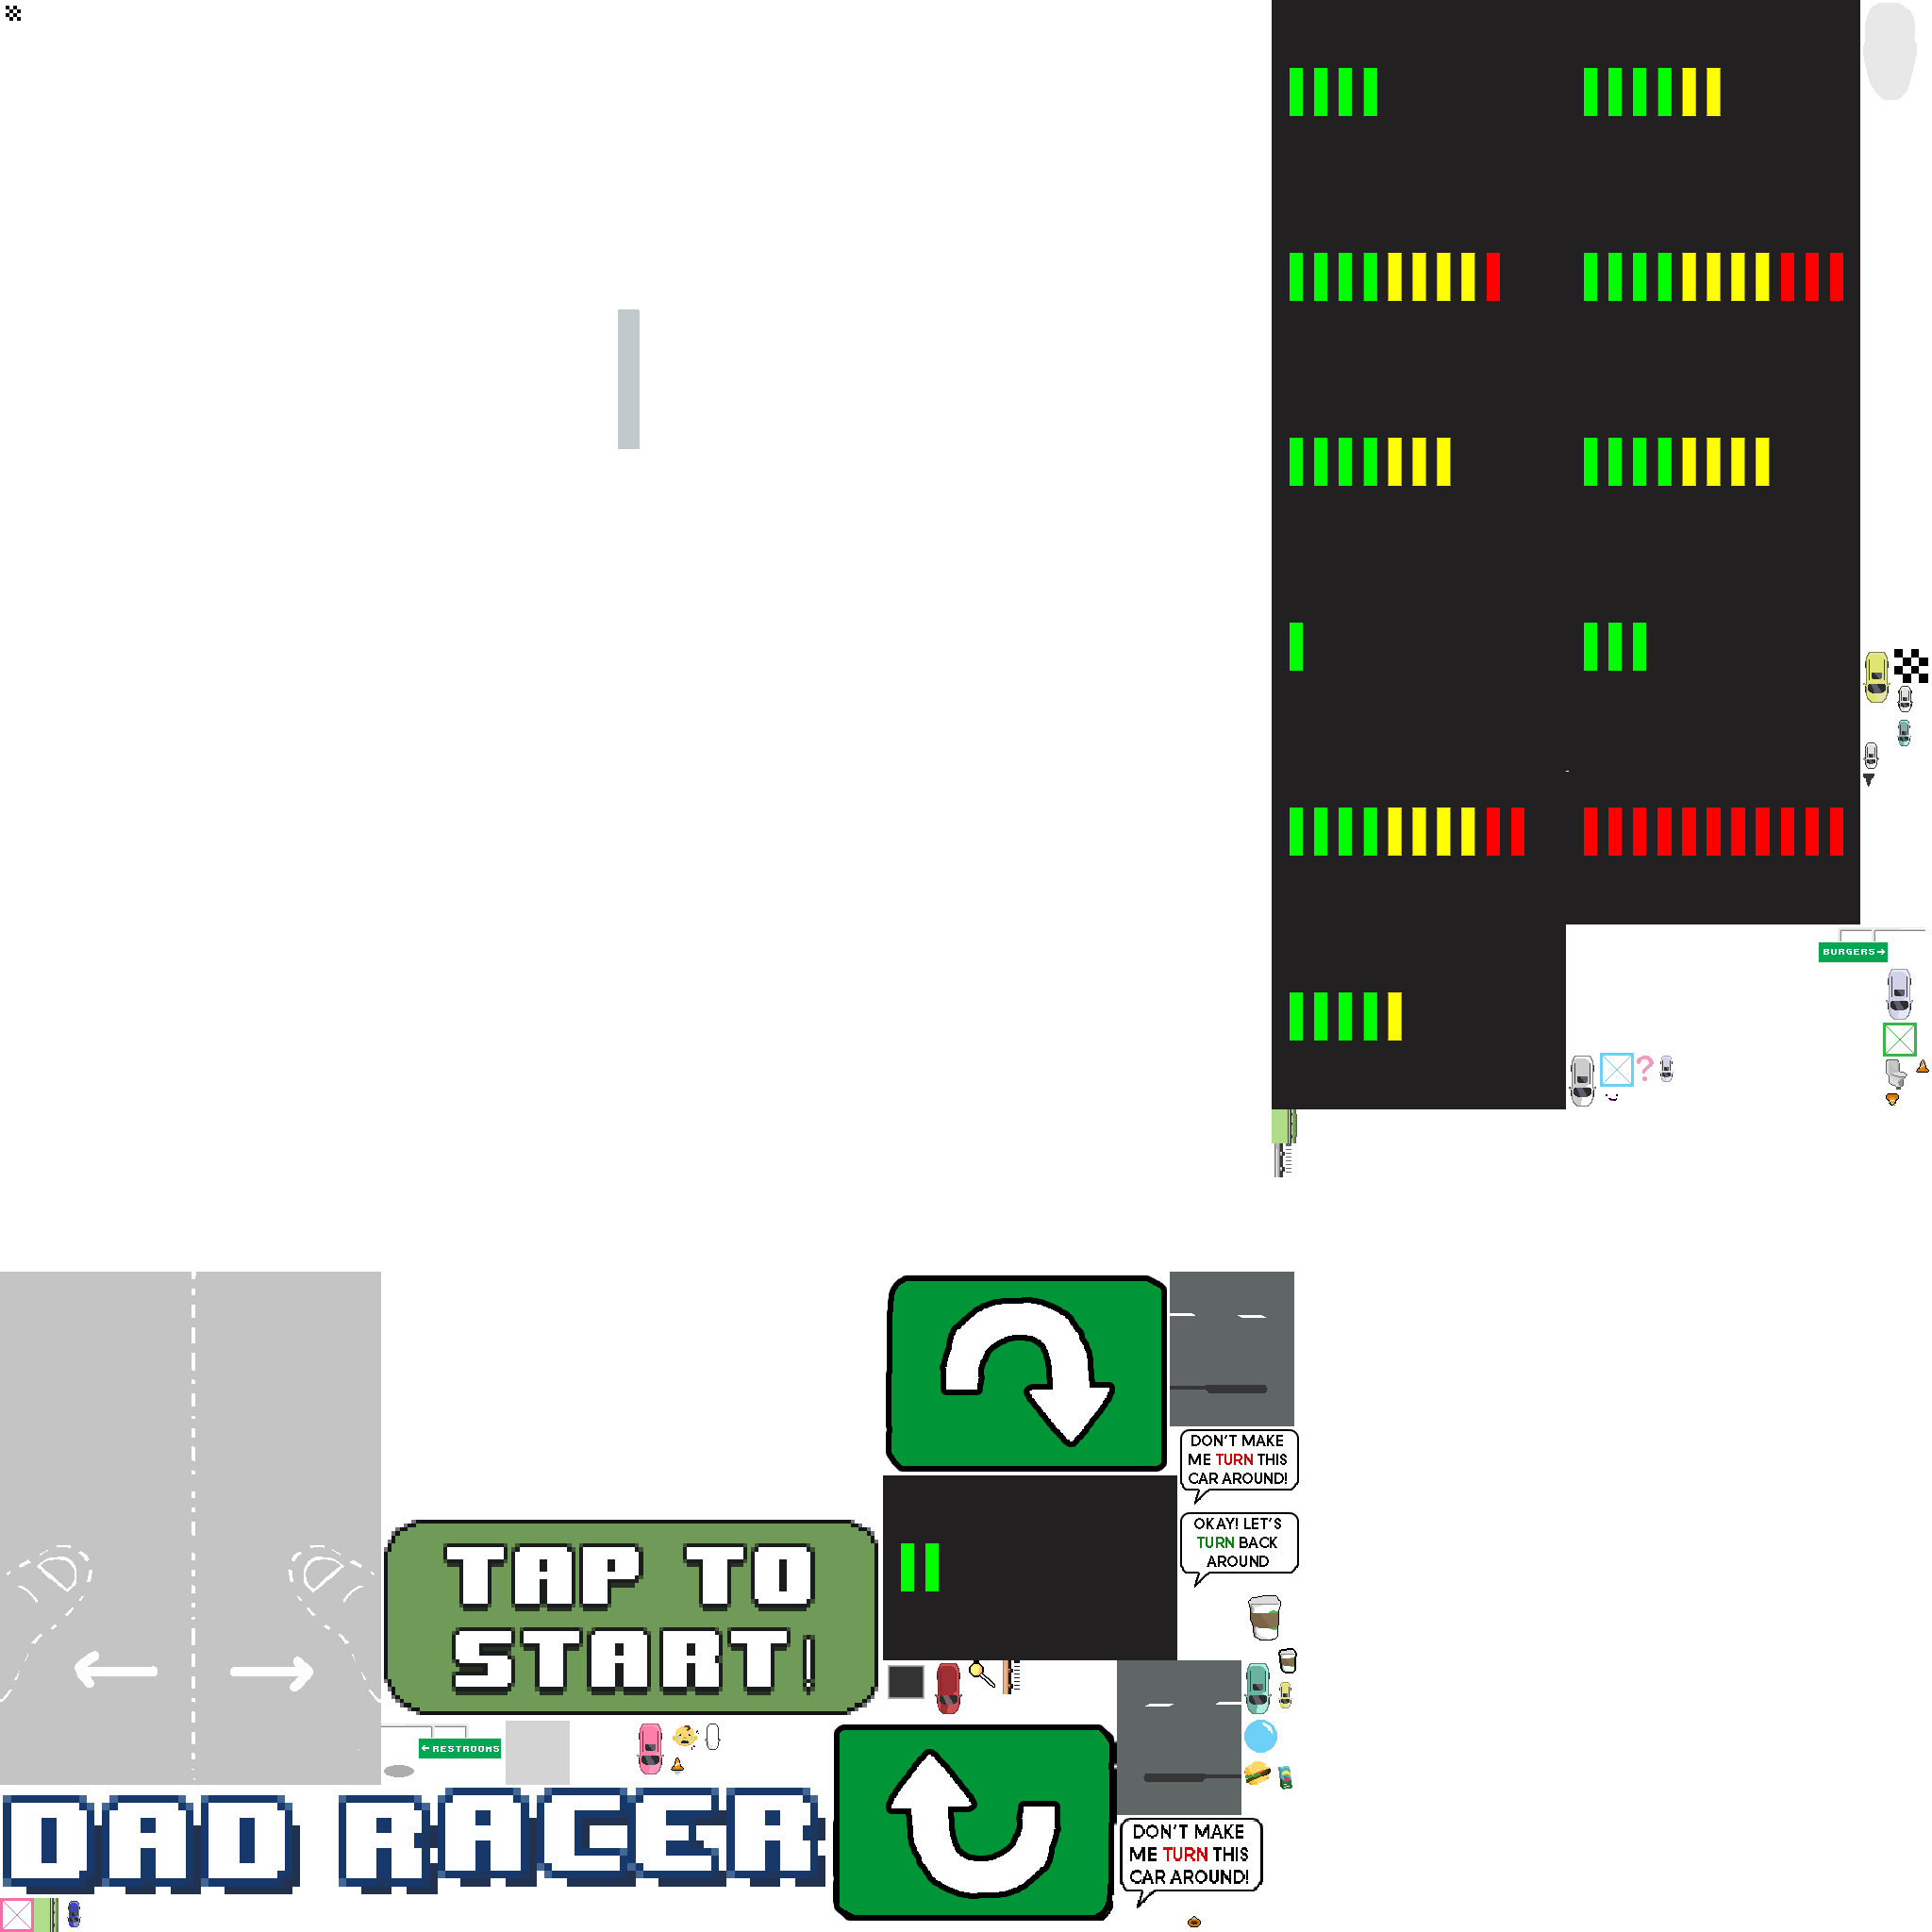 BURGERS→
?
DON'T MAKE
ME TURN THIS
CAR AROUND!
OKAY! LET'S
TURN BACK
AROUND
TAP TO
START!
←RESTROOMS
DAD RACER
DON'T MAKE
ME TURN THIS
CAR AROUND!